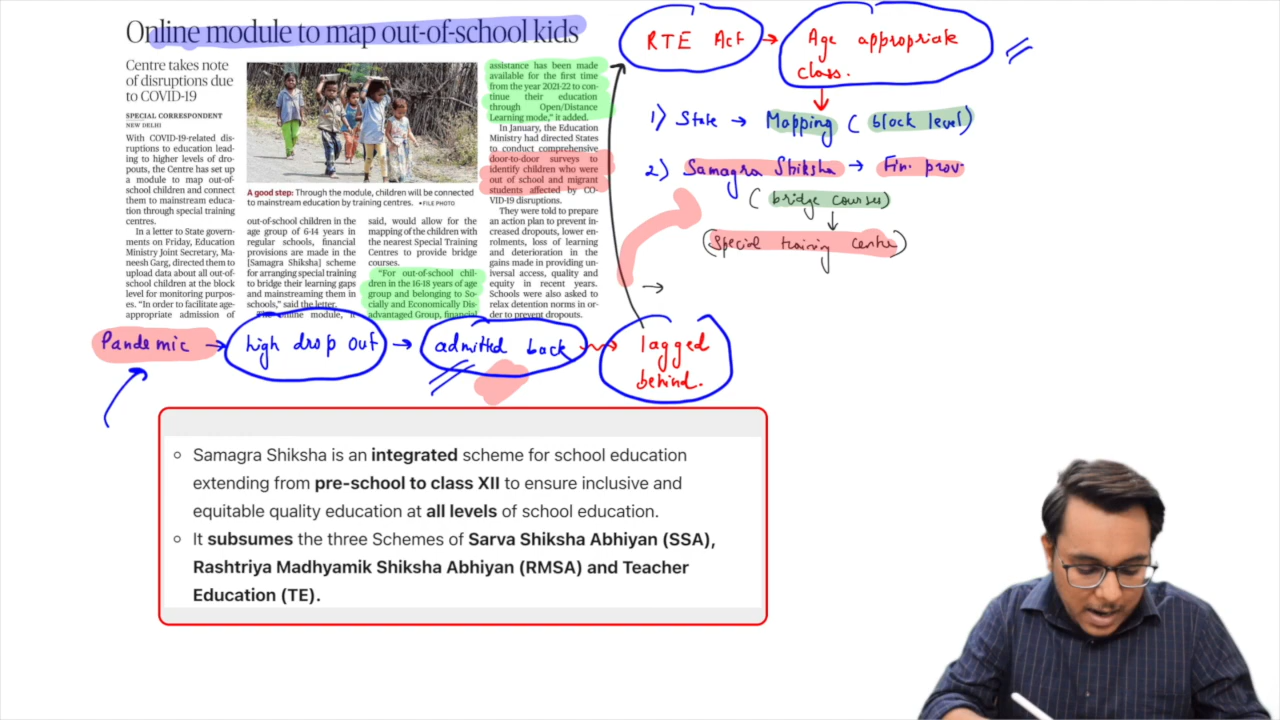 Online module to map out-of-school kids
Centre takes note
of disruptions due
to COVID-19
SPECIAL CORRESPONDENT
NEW DELHI
With COVID-19-related dis-
ruptions to education lead-
ing to higher levels of dro-
pouts, the Centre has set up
a module to map out-of-
school children and connect
them to mainstream educa-
tion through special training
centres.
In a letter to State govern-
ments on Friday, Education
Ministry Joint Secretary, Ma-
neesh Garg, directed them to
upload data about all out-of-
school children at the block
level for monitoring purpos-
es. "In order to facilitate age-
appropriate admission of
A good step: Through the module, children will be connected
to mainstream education by training centres. •FILE PHOTO
out-of-school children in the
age group of 6-14 years in
regular schools, financial
provisions are made in the
[Samagra Shiksha] scheme
for arranging special training
to bridge their learning gaps
and mainstreaming them in
schools," said the letter.
The online module, it
said, would allow for the
mapping of the children with
the nearest Special Training
Centres to provide bridge
courses.
"For out-of-school chil-
dren in the 16-18 years of age
group and belonging to So-
cially and Economically Dis-
advantaged Group, financial
assistance has been made
available for the first time
from the year 2021-22 to con-
tinue their education
through Open/Distance
Learning mode," it added.
In January, the Education
Ministry had directed States
to conduct comprehensive
door-to-door surveys to
identify children who were
out of school and migrant
students affected by CO-
VID-19 disruptions.
They were told to prepare
an action plan to prevent in-
creased dropouts, lower en-
rolments, loss of learning
and deterioration in the
gains made in providing uni-
versal access, quality and
equity in recent years.
Schools were also asked to
relax detention norms in or-
der to prevent dropouts.
RTE Act → Age appropriate
class.
1) State → Mapping (block level)
2) Samagra Shiksha → Fin. prov.
(bridge courses)
(Special training centre)
Pandemic → high drop out → admitted back lagged
behind.
Samagra Shiksha is an integrated scheme for school education
extending from pre-school to class XII to ensure inclusive and
equitable quality education at all levels of school education.
It subsumes the three Schemes of Sarva Shiksha Abhiyan (SSA),
Rashtriya Madhyamik Shiksha Abhiyan (RMSA) and Teacher
Education (TE).